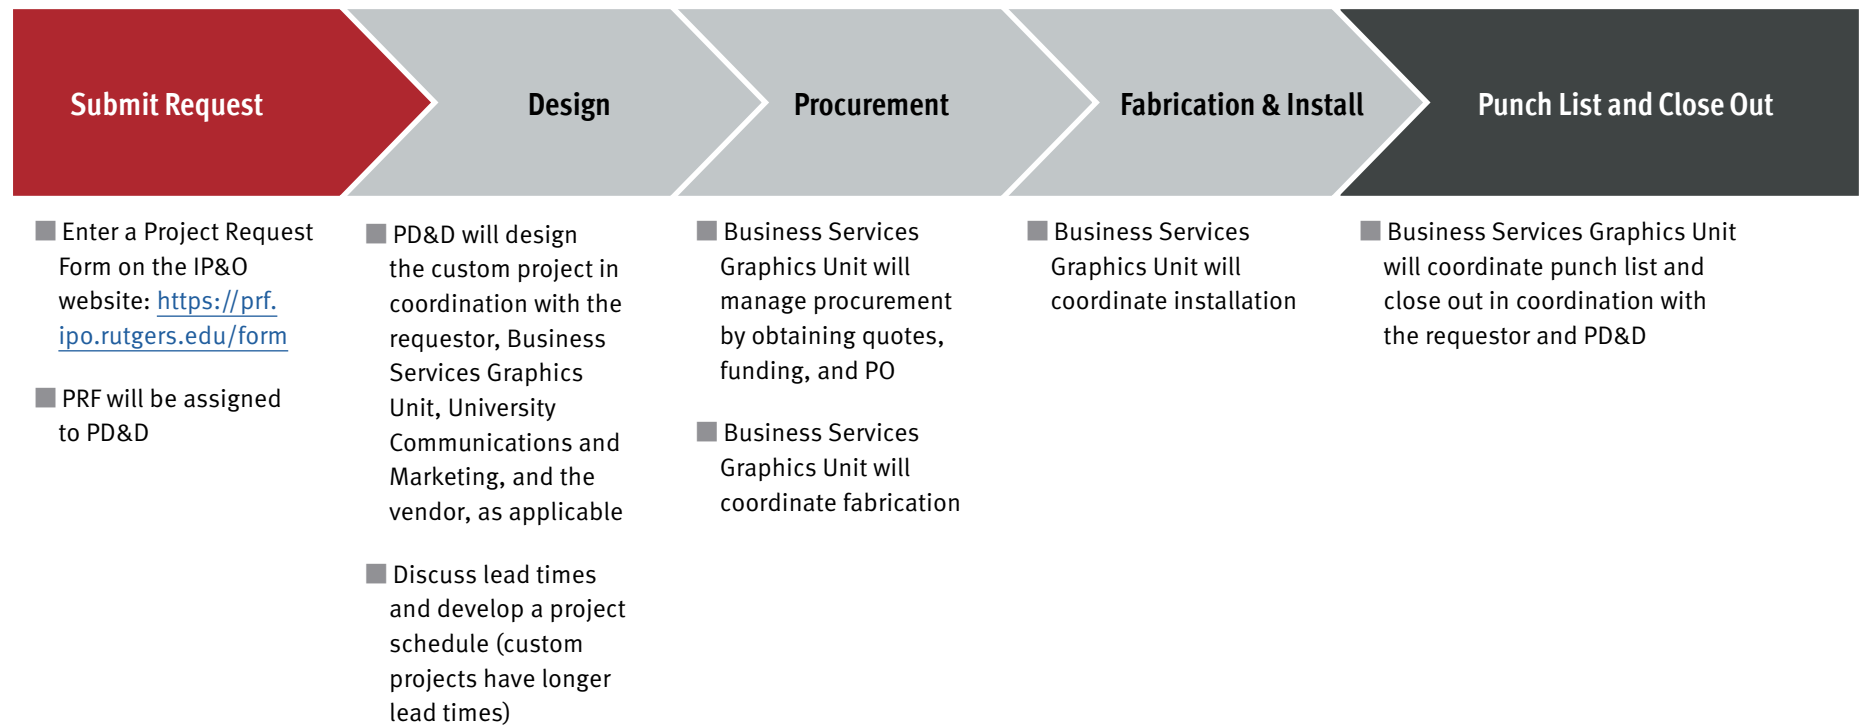 Submit Request
Design
Procurement
Fabrication & Install
Punch List and Close Out
■ Enter a Project Request
Form on the IP&O
website: https://prf.
ipo.rutgers.edu/form
■ PRF will be assigned
to PD&D
■ PD&D will design
the custom project in
coordination with the
requestor, Business
Services Graphics
Unit, University
Communications and
Marketing, and the
vendor, as applicable
■ Discuss lead times
and develop a project
schedule (custom
projects have longer
lead times)
■ Business Services
Graphics Unit will
manage procurement
by obtaining quotes,
funding, and PO
■ Business Services
Graphics Unit will
coordinate fabrication
■ Business Services
Graphics Unit will
coordinate installation
■ Business Services Graphics Unit
will coordinate punch list and
close out in coordination with
the requestor and PD&D